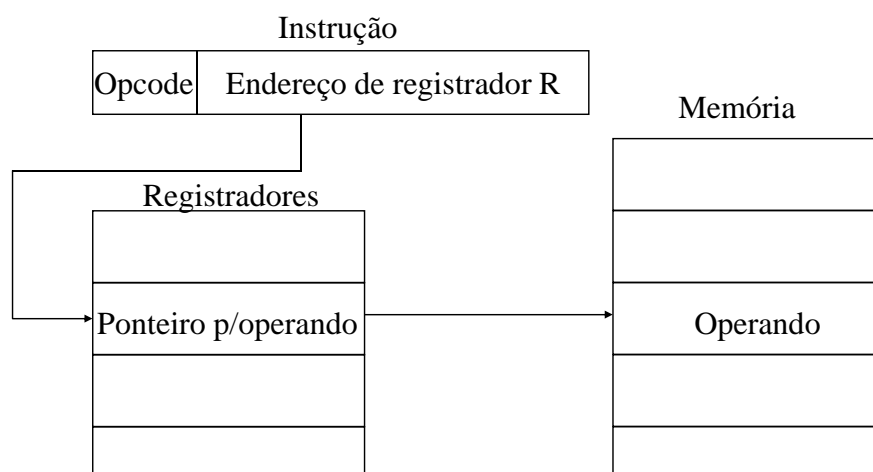 Instrução
Opcode Endereço de registrador R
Memória
Registradores
Ponteiro p/operando
Operando